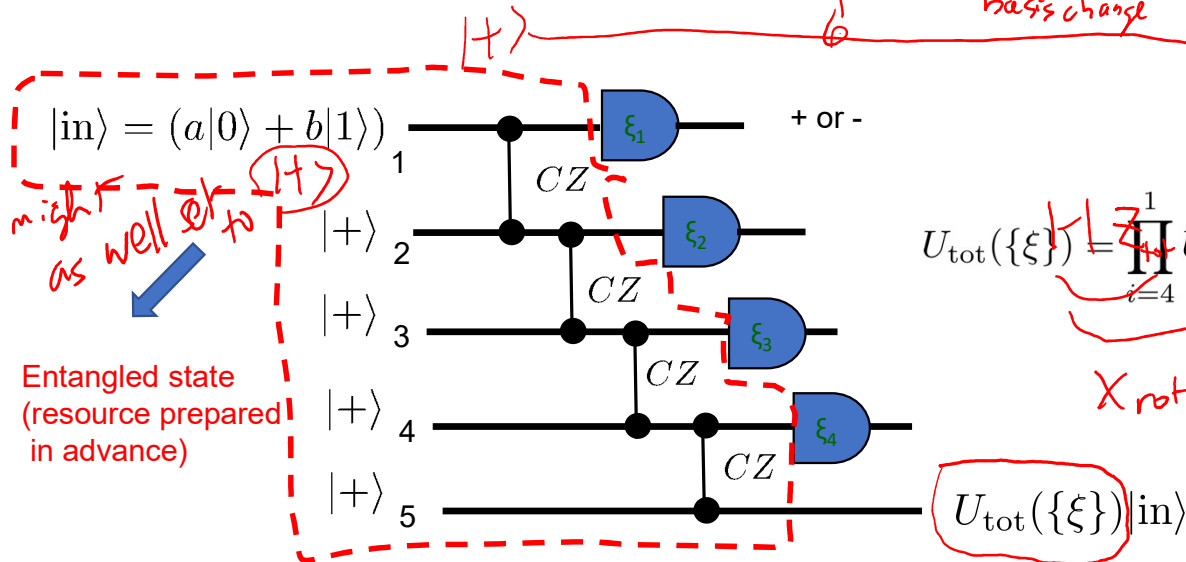 basis change
|+⟩
|in⟩ = (a|0⟩ + b|1⟩)
1
ξ₁
+ or -
CZ
|+⟩
might
as well set to
|+⟩
2
ξ₂
CZ
|+⟩
3
ξ₃
CZ
|+⟩
4
ξ₄
CZ
|+⟩
5
Entangled state
(resource prepared
in advance)
U_tot({ξ}) = ∏_{i=4}^{1}
H Z
X rot
U_tot({ξ})|in⟩